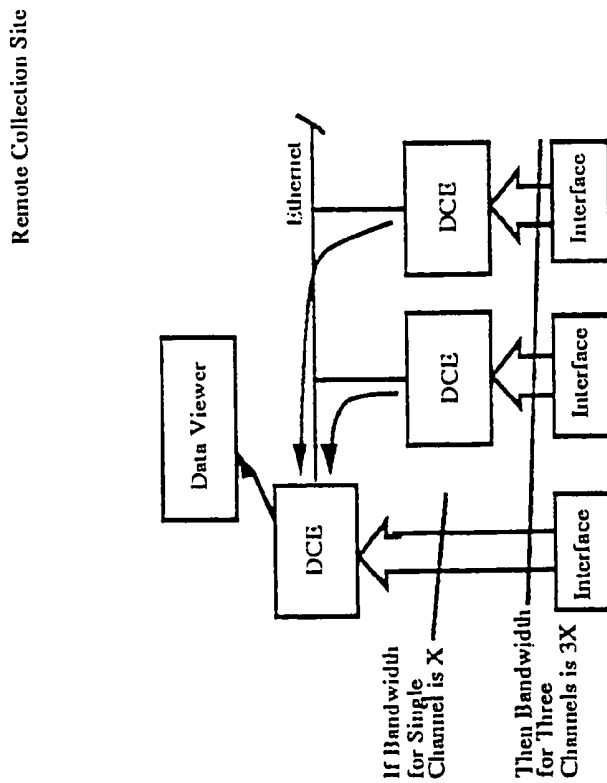 Remote Collection Site
Data Viewer
Ethernet
DCE
DCE
DCE
If Bandwidth
for Single
Channel is X
Then Bandwidth
for Three
Channels is 3X
Interface
Interface
Interface